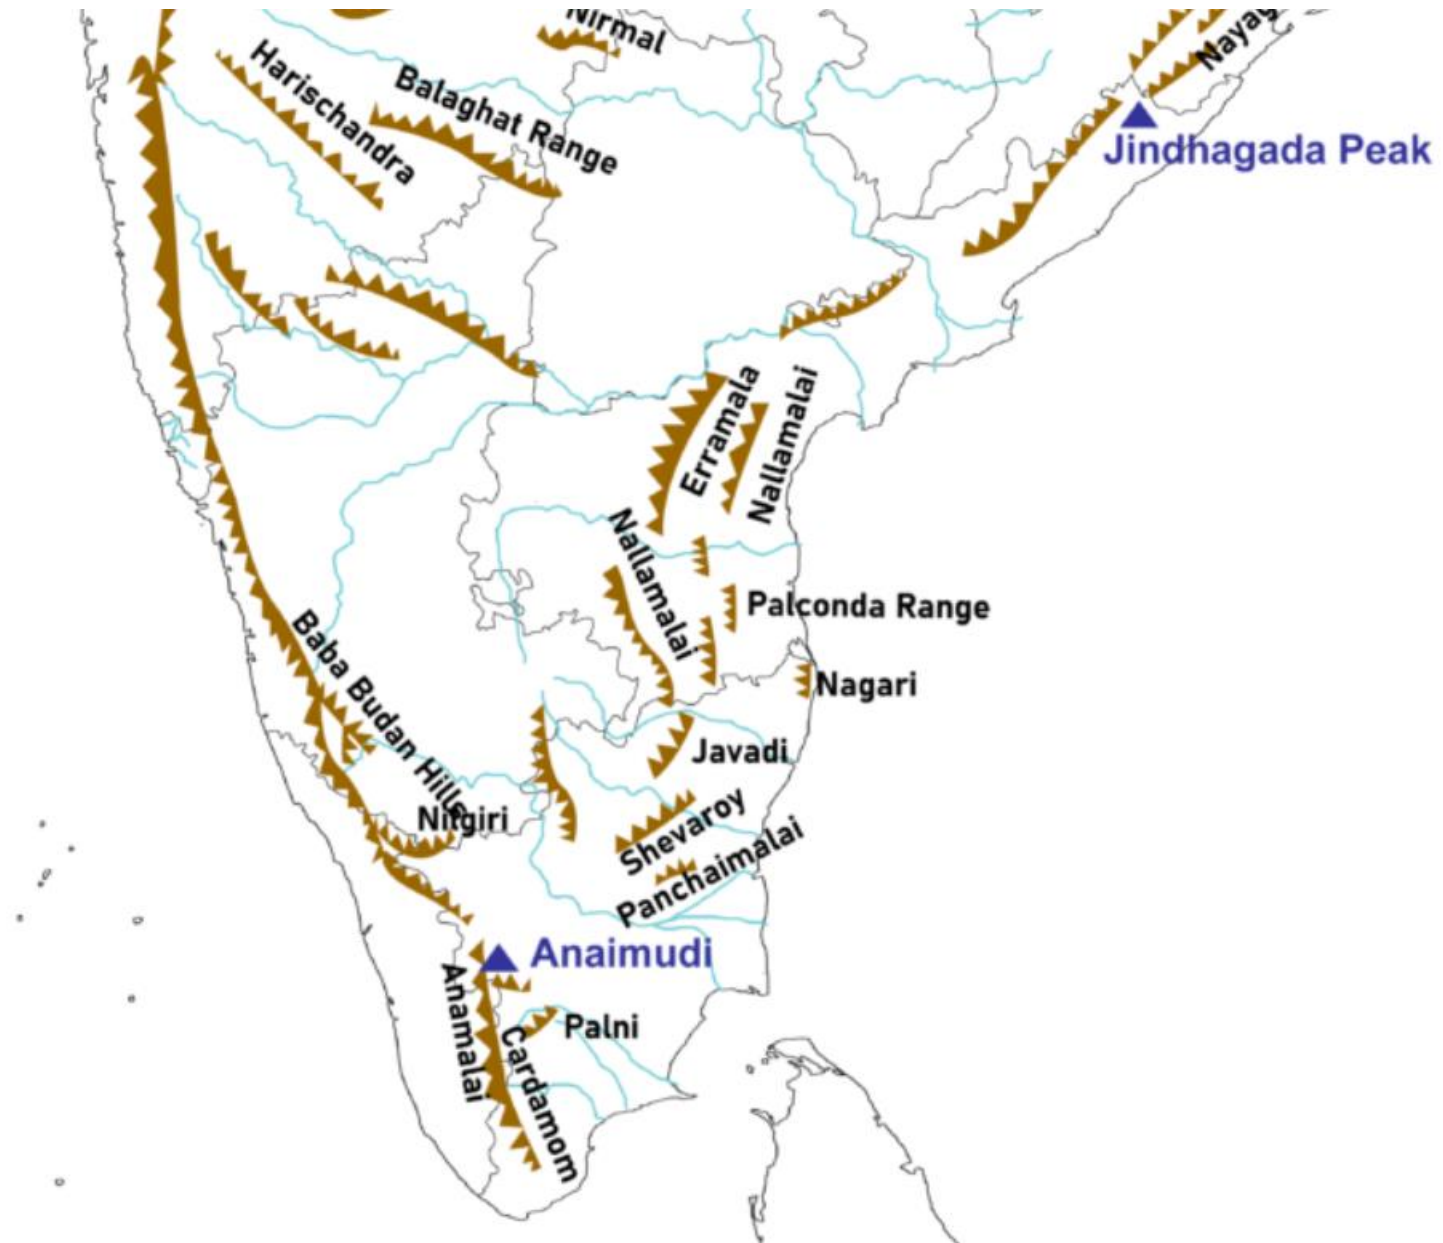 Nirmal
Nayag
Harischandra
Balaghat Range
Jindhagada Peak
Erramala
Nallamalai
Nallamalai
Palconda Range
Baba Budan Hills
Nagari
Javadi
Nilgiri
Shevaroy
Panchaimalai
Anaimudi
Anamalai
Cardamom
Palni